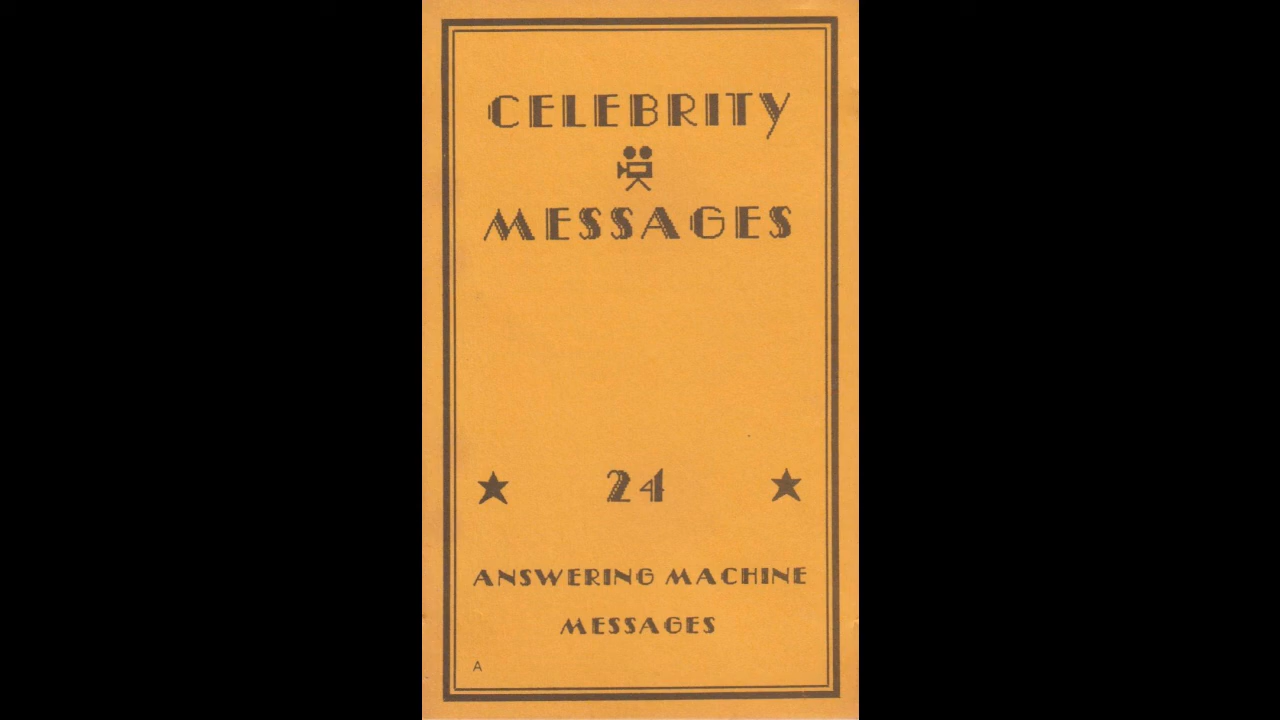 CELEBRITY
MESSAGES
24
ANSWERING MACHINE
MESSAGES
A